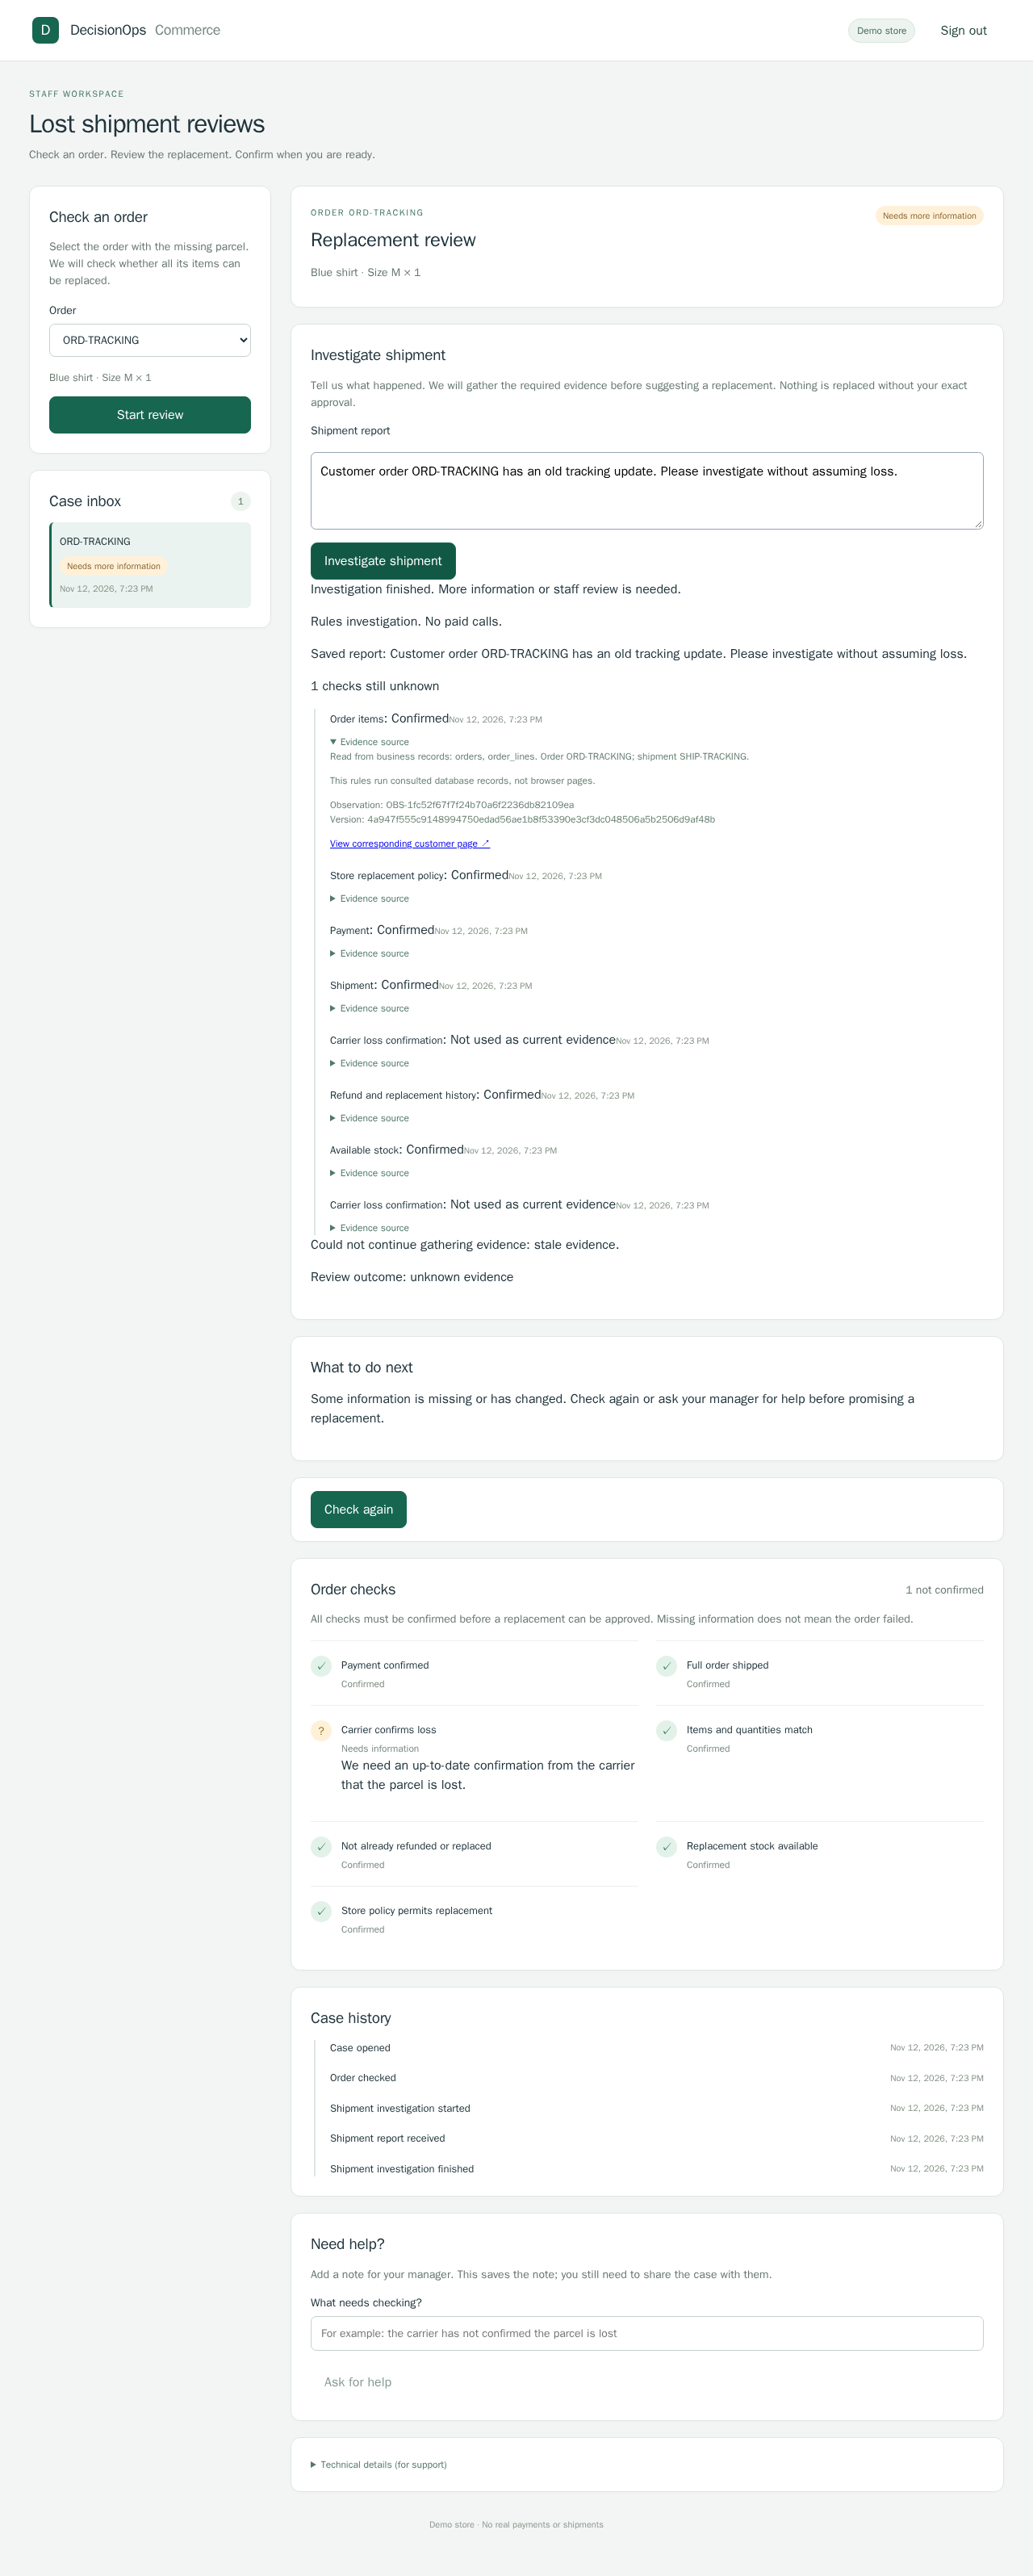 D DecisionOps Commerce
Demo store
Sign out
STAFF WORKSPACE
Lost shipment reviews
Check an order. Review the replacement. Confirm when you are ready.
Check an order
Select the order with the missing parcel.
We will check whether all its items can
be replaced.
Order
ORD-TRACKING
Blue shirt · Size M × 1
Start review
Case inbox
1
ORD-TRACKING
Needs more information
Nov 12, 2026, 7:23 PM
ORDER ORD-TRACKING
Needs more information
Replacement review
Blue shirt · Size M × 1
Investigate shipment
Tell us what happened. We will gather the required evidence before suggesting a replacement. Nothing is replaced without your exact
approval.
Shipment report
Customer order ORD-TRACKING has an old tracking update. Please investigate without assuming loss.
Investigate shipment
Investigation finished. More information or staff review is needed.
Rules investigation. No paid calls.
Saved report: Customer order ORD-TRACKING has an old tracking update. Please investigate without assuming loss.
1 checks still unknown
Order items: Confirmed Nov 12, 2026, 7:23 PM
▼ Evidence source
Read from business records: orders, order_lines. Order ORD-TRACKING; shipment SHIP-TRACKING.
This rules run consulted database records, not browser pages.
Observation: OBS-1fc52f67f7f24b70a6f2236db82109ea
Version: 4a947f555c9148994750edad56ae1b8f53390e3cf3dc048506a5b2506d9af48b
View corresponding customer page ↗
Store replacement policy: Confirmed Nov 12, 2026, 7:23 PM
▶ Evidence source
Payment: Confirmed Nov 12, 2026, 7:23 PM
▶ Evidence source
Shipment: Confirmed Nov 12, 2026, 7:23 PM
▶ Evidence source
Carrier loss confirmation: Not used as current evidence Nov 12, 2026, 7:23 PM
▶ Evidence source
Refund and replacement history: Confirmed Nov 12, 2026, 7:23 PM
▶ Evidence source
Available stock: Confirmed Nov 12, 2026, 7:23 PM
▶ Evidence source
Carrier loss confirmation: Not used as current evidence Nov 12, 2026, 7:23 PM
▶ Evidence source
Could not continue gathering evidence: stale evidence.
Review outcome: unknown evidence
What to do next
Some information is missing or has changed. Check again or ask your manager for help before promising a
replacement.
Check again
Order checks
1 not confirmed
All checks must be confirmed before a replacement can be approved. Missing information does not mean the order failed.
✓ Payment confirmed
Confirmed
✓ Full order shipped
Confirmed
? Carrier confirms loss
Needs information
We need an up-to-date confirmation from the carrier
that the parcel is lost.
✓ Items and quantities match
Confirmed
✓ Not already refunded or replaced
Confirmed
✓ Replacement stock available
Confirmed
✓ Store policy permits replacement
Confirmed
Case history
Case opened Nov 12, 2026, 7:23 PM
Order checked Nov 12, 2026, 7:23 PM
Shipment investigation started Nov 12, 2026, 7:23 PM
Shipment report received Nov 12, 2026, 7:23 PM
Shipment investigation finished Nov 12, 2026, 7:23 PM
Need help?
Add a note for your manager. This saves the note; you still need to share the case with them.
What needs checking?
For example: the carrier has not confirmed the parcel is lost
Ask for help
▶ Technical details (for support)
Demo store · No real payments or shipments